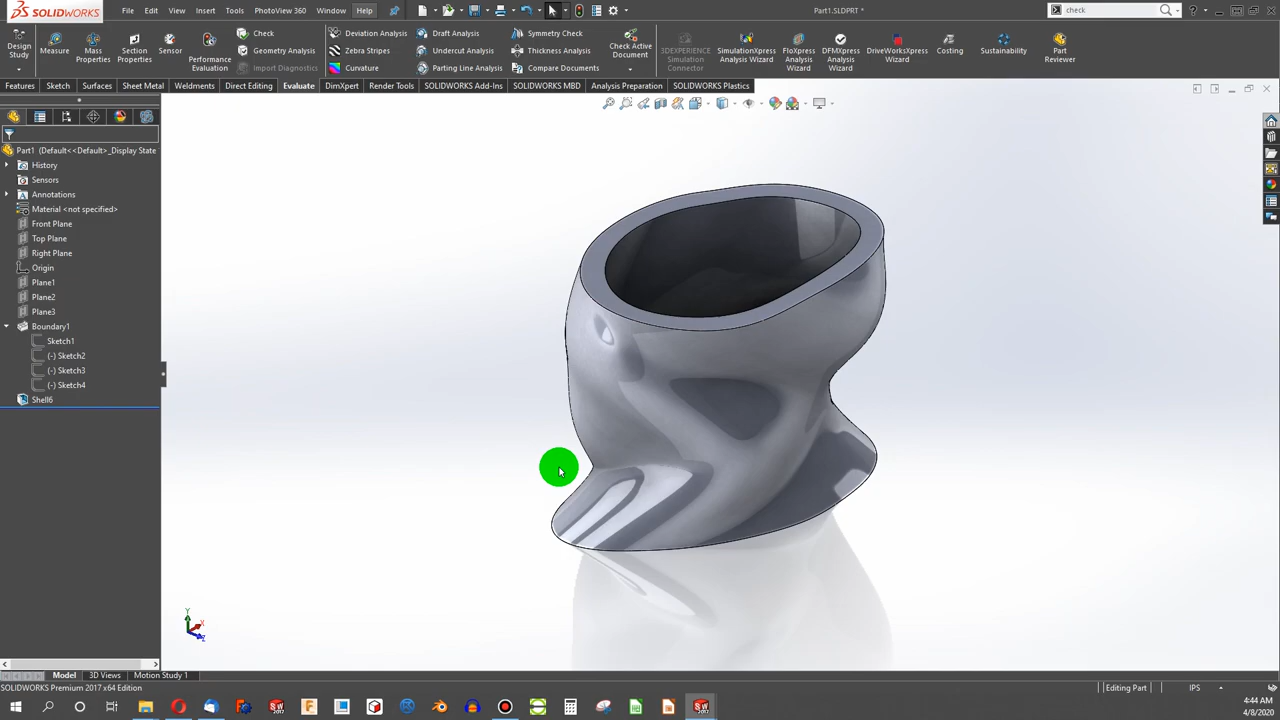 SOLIDWORKS File Edit View Insert Tools PhotoView 360 Window Help Part1.SLDPRT * check
Design Study
Measure
Mass Properties
Section Properties
Sensor
Performance Evaluation
Check
Geometry Analysis
Import Diagnostics
Deviation Analysis
Zebra Stripes
Curvature
Draft Analysis
Undercut Analysis
Parting Line Analysis
Symmetry Check
Thickness Analysis
Compare Documents
Check Active Document
3DEXPERIENCE Simulation Connector
SimulationXpress Analysis Wizard
FloXpress Analysis Wizard
DFMXpress Analysis Wizard
DriveWorksXpress Wizard
Costing
Sustainability
Part Reviewer
Features Sketch Surfaces Sheet Metal Weldments Direct Editing Evaluate DimXpert Render Tools SOLIDWORKS Add-Ins SOLIDWORKS MBD Analysis Preparation SOLIDWORKS Plastics
Part1 (Default<<Default>_Display State
History
Sensors
Annotations
Material <not specified>
Front Plane
Top Plane
Right Plane
Origin
Plane1
Plane2
Plane3
Boundary1
Sketch1
(-) Sketch2
(-) Sketch3
(-) Sketch4
Shell6
Y
X
Z
Model 3D Views Motion Study 1
SOLIDWORKS Premium 2017 x64 Edition Editing Part IPS
4:44 AM
4/8/2020